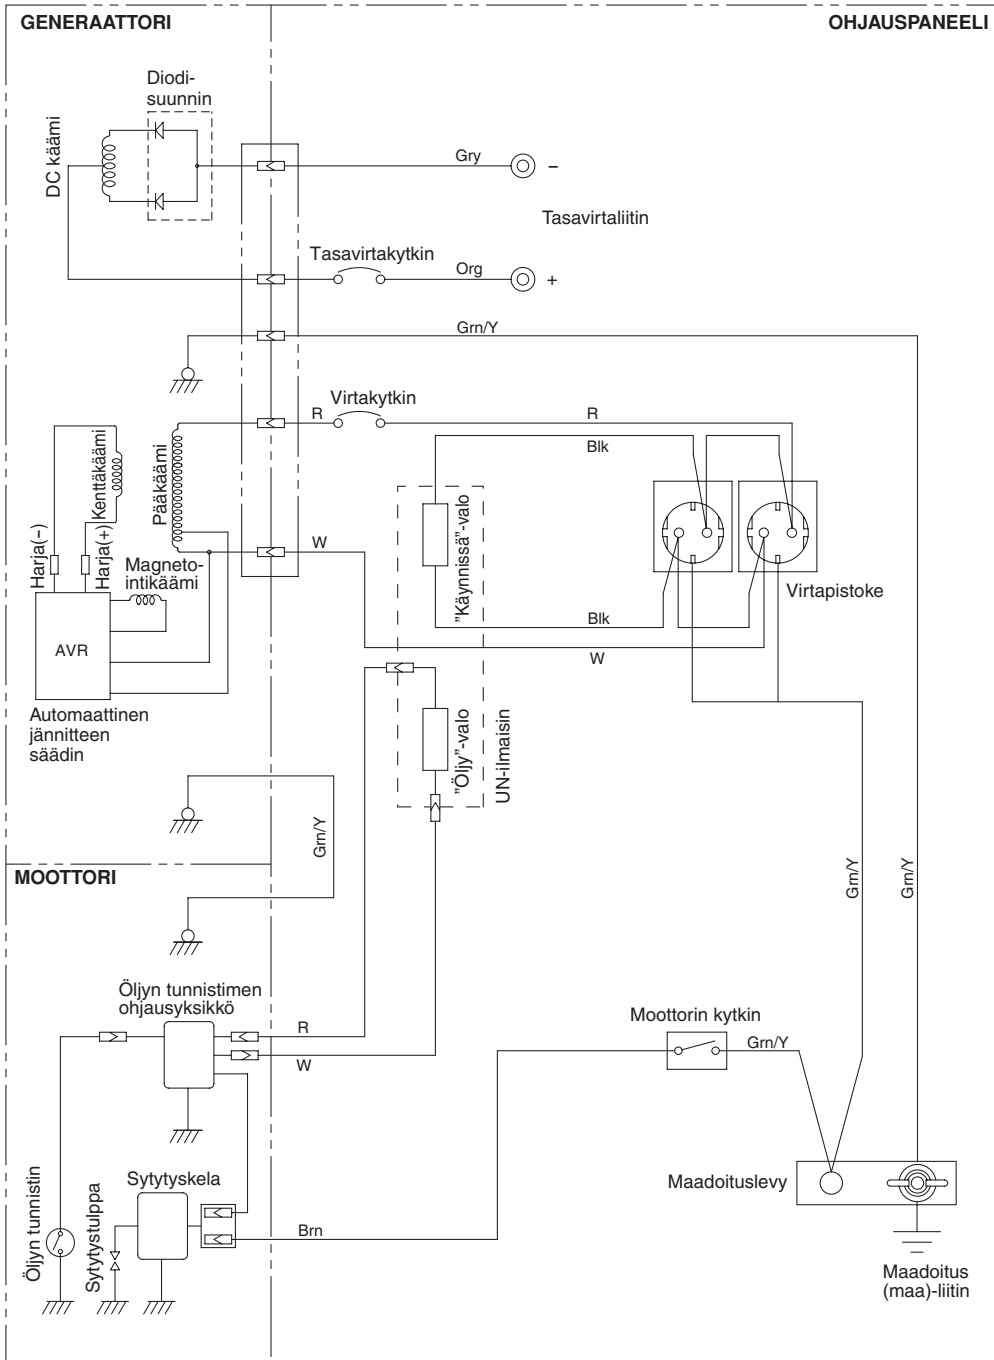 GENERAATTORI
OHJAUSPANEELI
Diodi-
suunnin
DC käämi
Gry
−
Tasavirtaliitin
Tasavirtakytkin
Org
+
Grn/Y
Virtakytkin
R
R
Blk
Kenttäkäämi
Pääkäämi
Harja(−)
Harja(+)
W
Magneto-
intikäämi
"Käynnissä"-valo
Virtapistoke
Blk
AVR
W
Automaattinen
jännitteen
säädin
"Öljy"-valo
UN-ilmaisin
Grn/Y
MOOTTORI
Grn/Y
Grn/Y
Öljyn tunnistimen
ohjausyksikkö
R
W
Moottorin kytkin
Grn/Y
Öljyn tunnistin
Sytytystulppa
Sytytyskela
Brn
Maadoituslevy
Maadoitus
(maa)-liitin